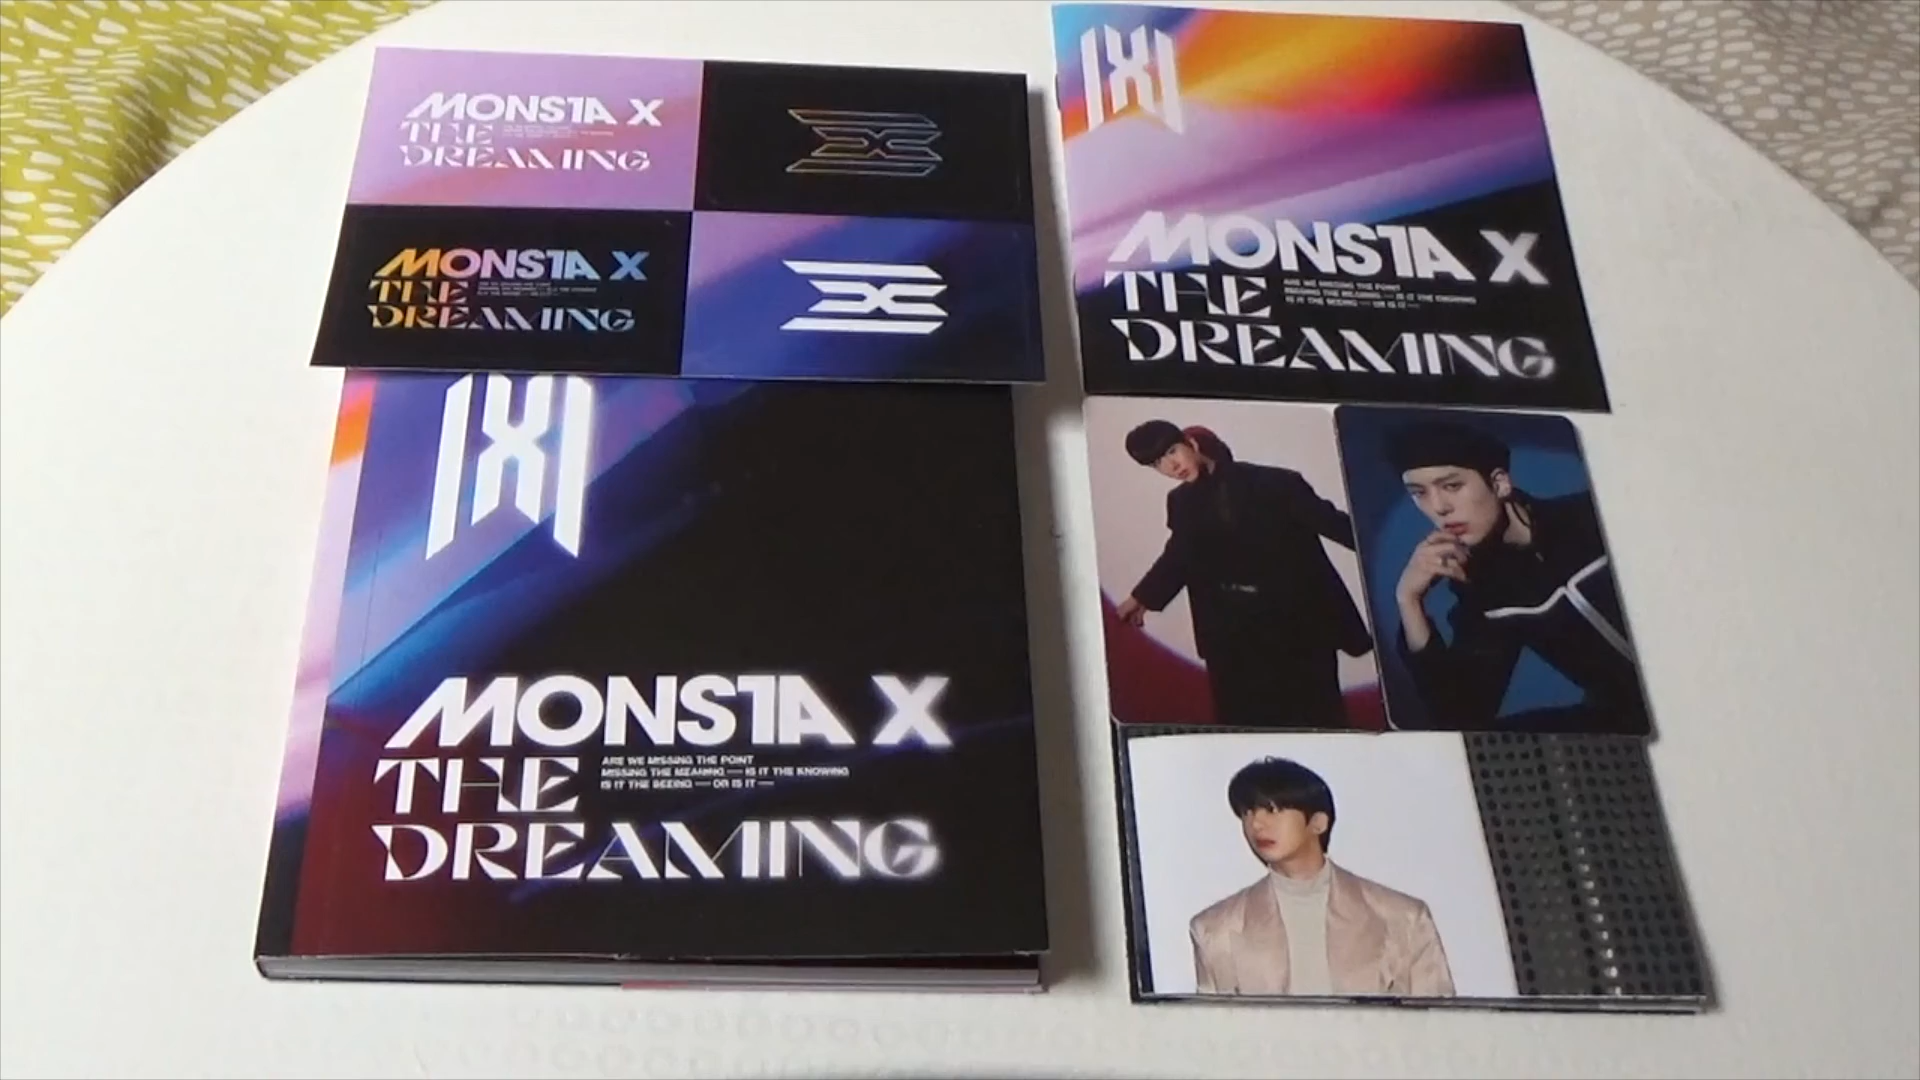 MONSTA X
THE
DREAMING
MONSTA X
THE
DREAMING
MONSTA X
THE
ARE WE MISSING THE POINT
MISSING THE MEANING — IS IT THE KNOWING
IS IT THE SEEING — OR IS IT —
DREAMING
MONSTA X
THE
ARE WE MISSING THE POINT
MISSING THE MEANING — IS IT THE KNOWING
IS IT THE SEEING — OR IS IT —
DREAMING